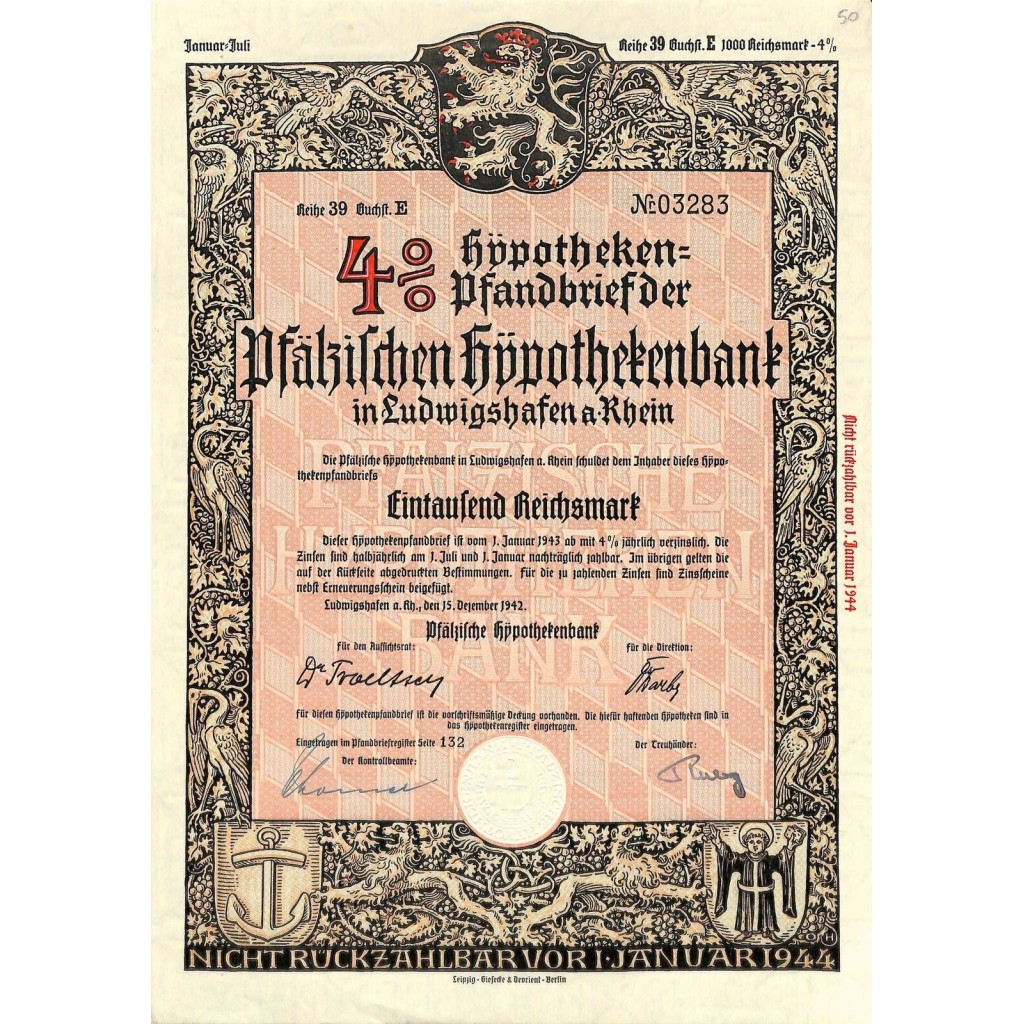 50
Januar-Juli
Reihe 39 Buchst. E 1000 Reichsmark - 4%
Reihe 39 Buchst. E
№ 03283
4% Hypotheken=
Pfandbrief der
Pfälzischen Hypothekenbank
in Ludwigshafen a. Rhein
Die Pfälzische Hypothekenbank in Ludwigshafen a. Rhein schuldet dem Inhaber dieses Hypo-
thekenpfandbriefs
Eintausend Reichsmark
Dieser Hypothekenpfandbrief ist vom 1. Januar 1943 ab mit 4% jährlich verzinslich. Die
Zinsen sind halbjährlich am 1. Juli und 1. Januar nachträglich zahlbar. Im übrigen gelten die
auf der Rückseite abgedruckten Bestimmungen. Für die zu zahlenden Zinsen sind Zinsscheine
nebst Erneuerungsschein beigefügt.
Ludwigshafen a. Rh., den 15. Dezember 1942.
Pfälzische Hypothekenbank
für den Aufsichtsrat:
für die Direktion:
Dr Troeltsch
für diesen Hypothekenpfandbrief ist die vorschriftsmäßige Deckung vorhanden. Die hiefür haftenden Hypotheken sind in
das Hypothekenregister eingetragen.
Eingetragen im Pfandbriefregister Seite 132
Der Kontrollbeamte:
Der Treuhänder:
PFÄLZISCHE
HYPOTHEKEN
BANK
Nicht rückzahlbar vor 1. Januar 1944
H
NICHT RÜCKZAHLBAR VOR 1. JANUAR 1944
Leipzig - Giesecke & Devrient - Berlin